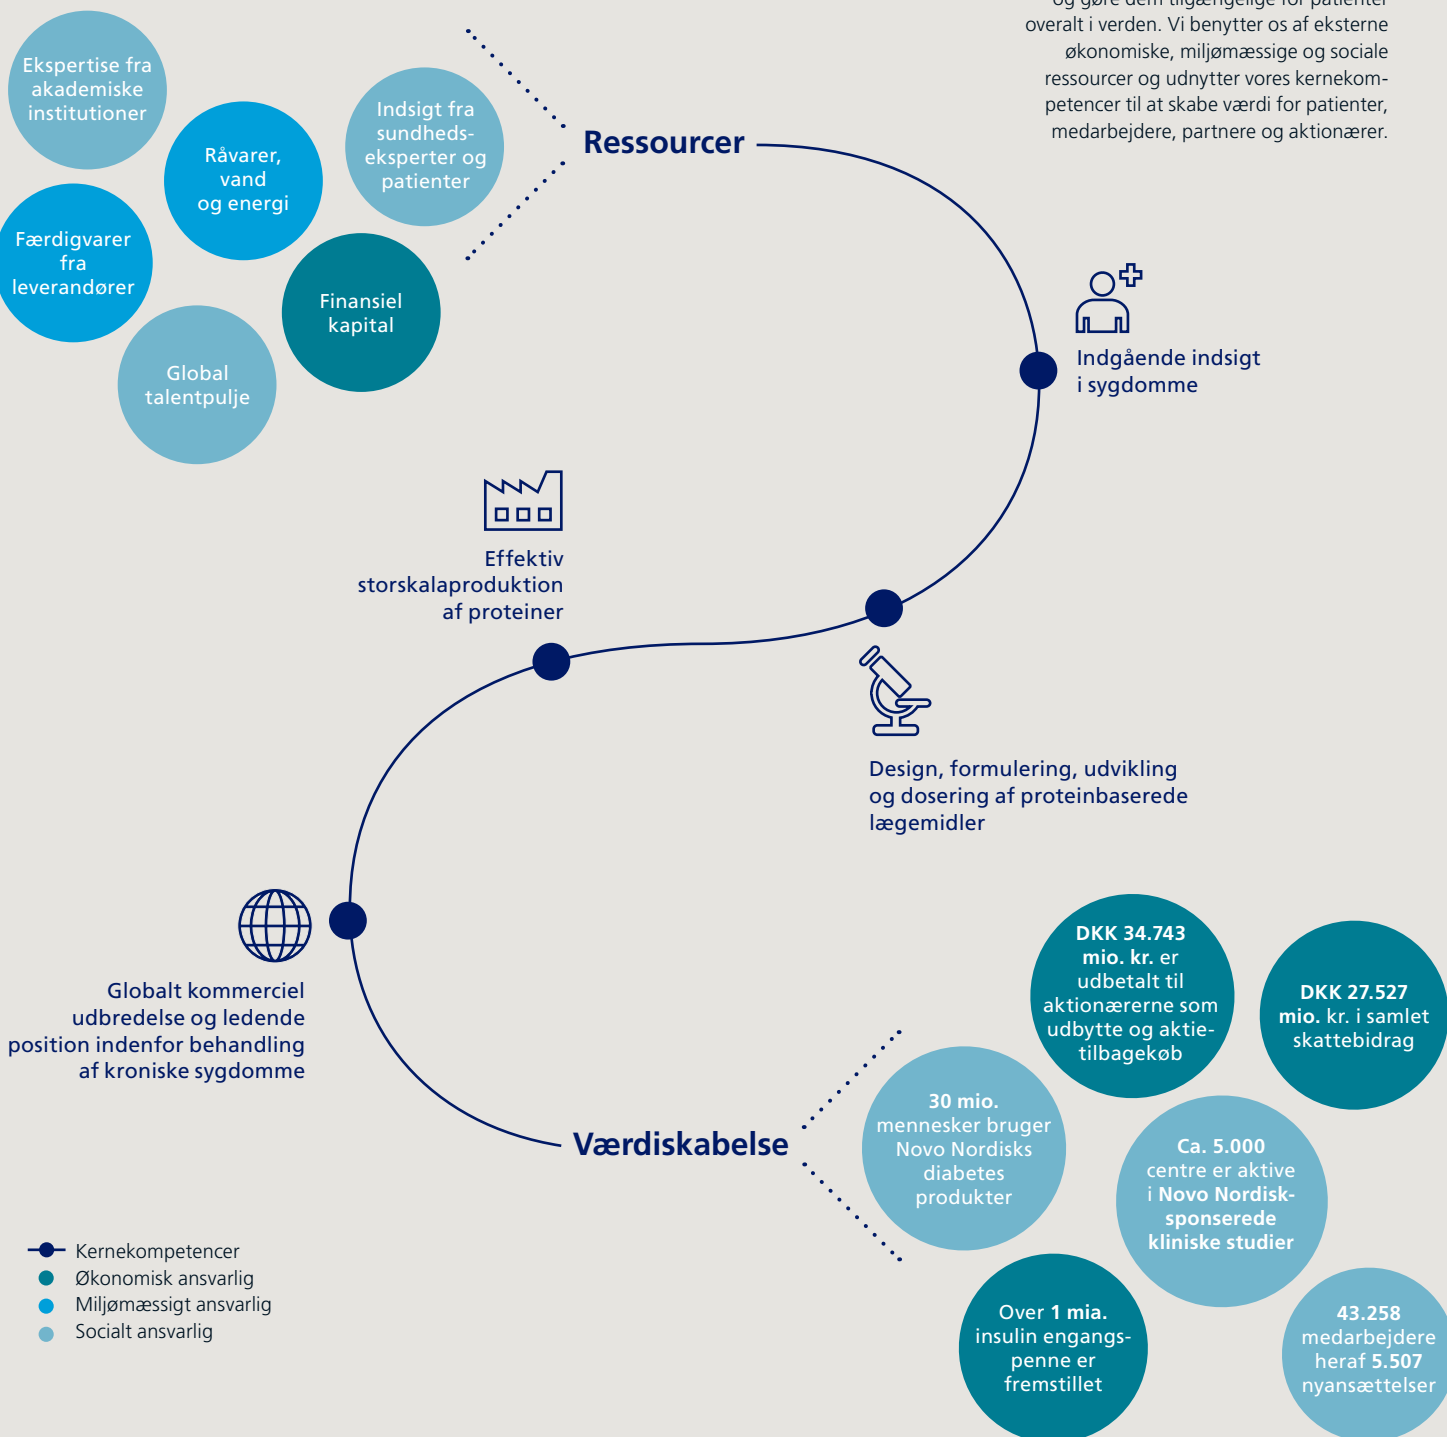 og gøre dem tilgængelige for patienter
overalt i verden. Vi benytter os af eksterne
økonomiske, miljømæssige og sociale
ressourcer og udnytter vores kernekom-
petencer til at skabe værdi for patienter,
medarbejdere, partnere og aktionærer.
Ekspertise fra
akademiske
institutioner
Råvarer,
vand
og energi
Indsigt fra
sundheds-
eksperter og
patienter
Færdigvarer
fra
leverandører
Finansiel
kapital
Global
talentpulje
Ressourcer
Indgående indsigt
i sygdomme
Effektiv
storskalaproduktion
af proteiner
Design, formulering, udvikling
og dosering af proteinbaserede
lægemidler
Globalt kommerciel
udbredelse og ledende
position indenfor behandling
af kroniske sygdomme
Værdiskabelse
DKK 34.743
mio. kr. er
udbetalt til
aktionærerne som
udbytte og aktie-
tilbagekøb
DKK 27.527
mio. kr. i samlet
skattebidrag
30 mio.
mennesker bruger
Novo Nordisks
diabetes
produkter
Ca. 5.000
centre er aktive
i Novo Nordisk-
sponserede
kliniske studier
Over 1 mia.
insulin engangs-
penne er
fremstillet
43.258
medarbejdere
heraf 5.507
nyansættelser
Kernekompetencer
Økonomisk ansvarlig
Miljømæssigt ansvarlig
Socialt ansvarlig